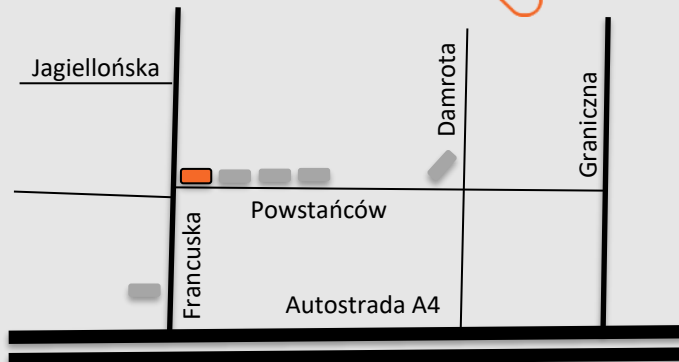 Jagiellońska
Damrota
Graniczna
Powstańców
Francuska
Autostrada A4